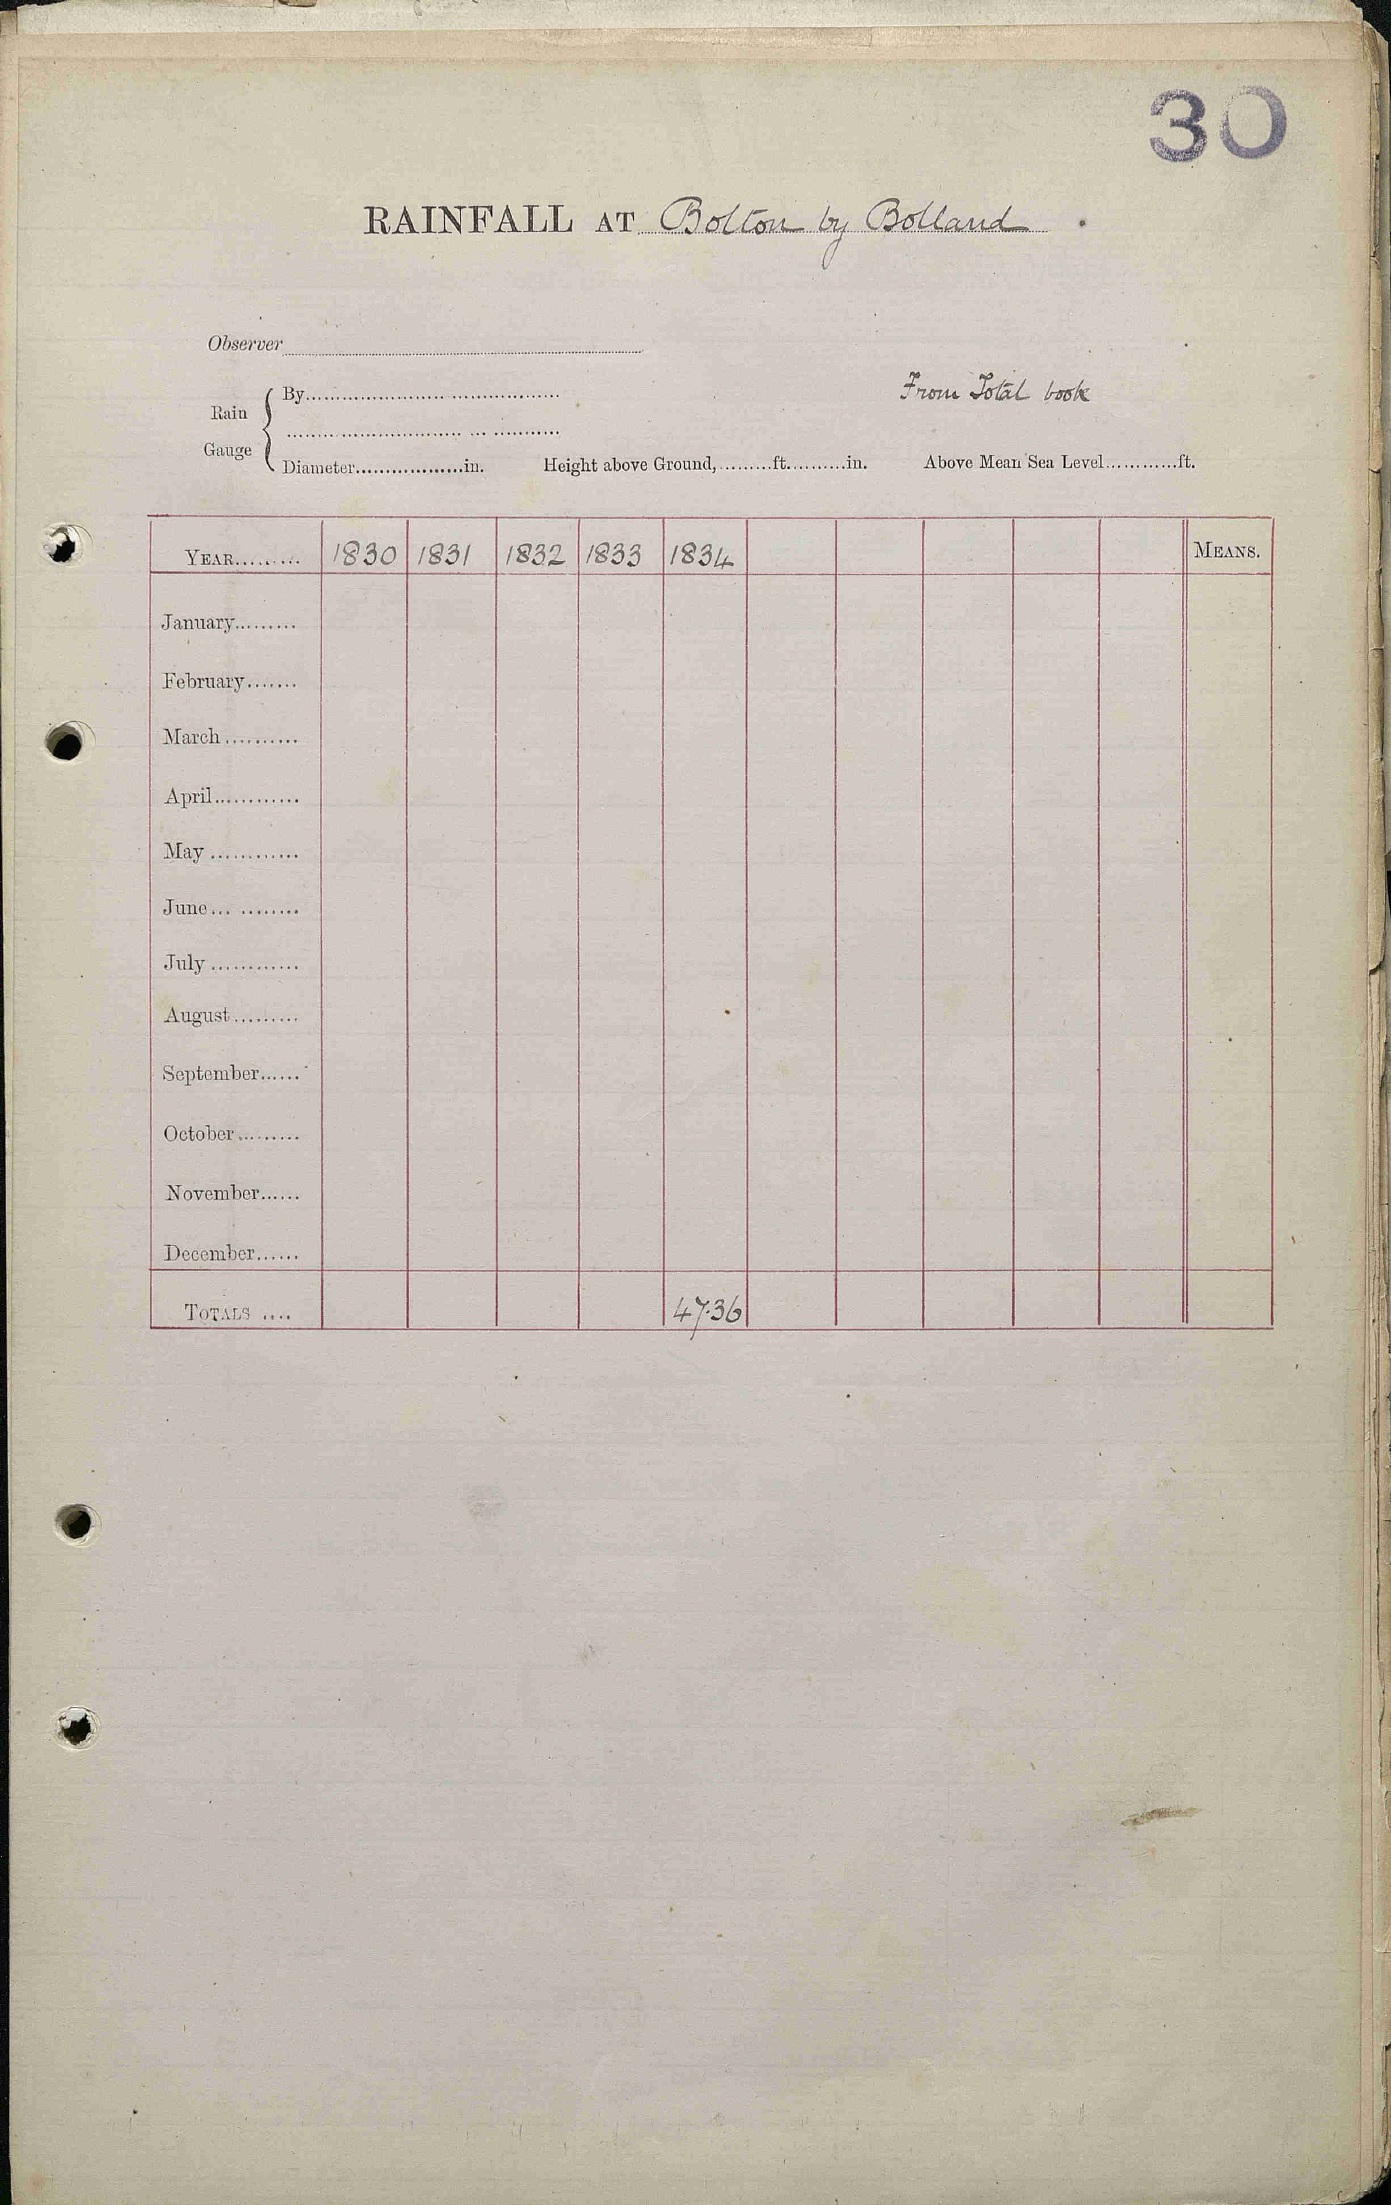 30
RAINFALL AT Bolton by Bolland
Observer
From Total book
Rain Gauge { By
Diameter in. Height above Ground, ft. in. Above Mean Sea Level ft.
YEAR 1830 1831 1832 1833 1834 MEANS.
January
February
March
April
May
June
July
August
September
October
November
December
TOTALS 47.36